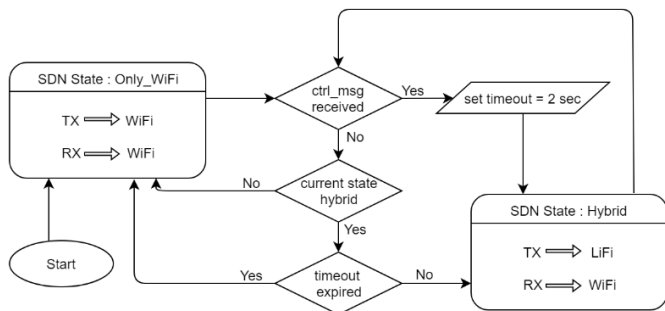 SDN State : Only_WiFi
TX WiFi
RX WiFi
Start
ctrl_msg
received
Yes
set timeout = 2 sec
No
current state
hybrid
No
Yes
timeout
expired
Yes
No
SDN State : Hybrid
TX LiFi
RX WiFi